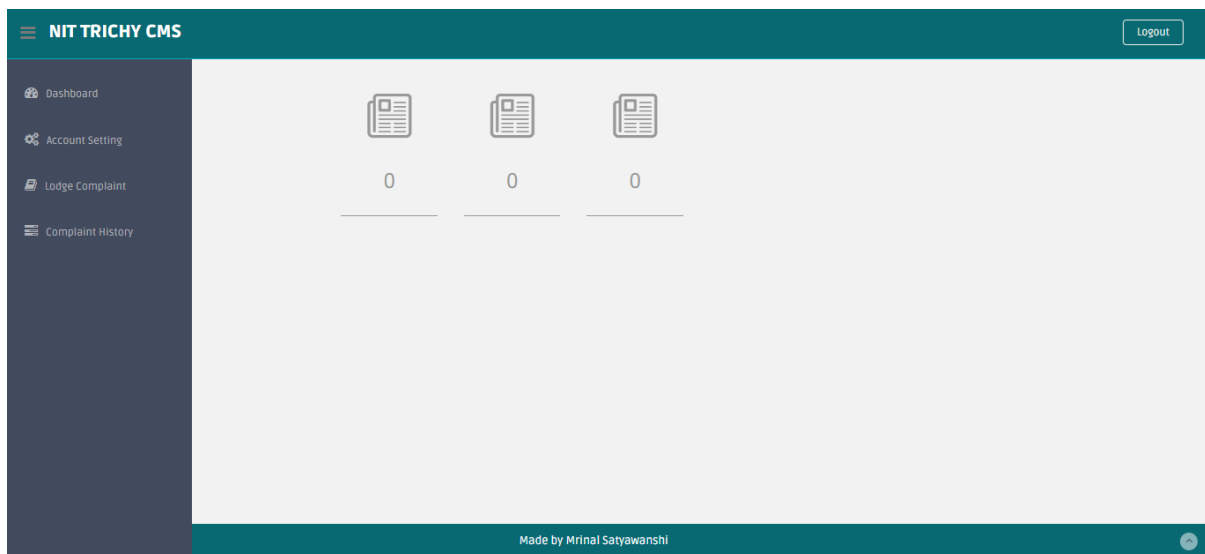 NIT TRICHY CMS
Logout
Dashboard
Account Setting
Lodge Complaint
Complaint History
0 0 0
Made by Mrinal Satyawanshi